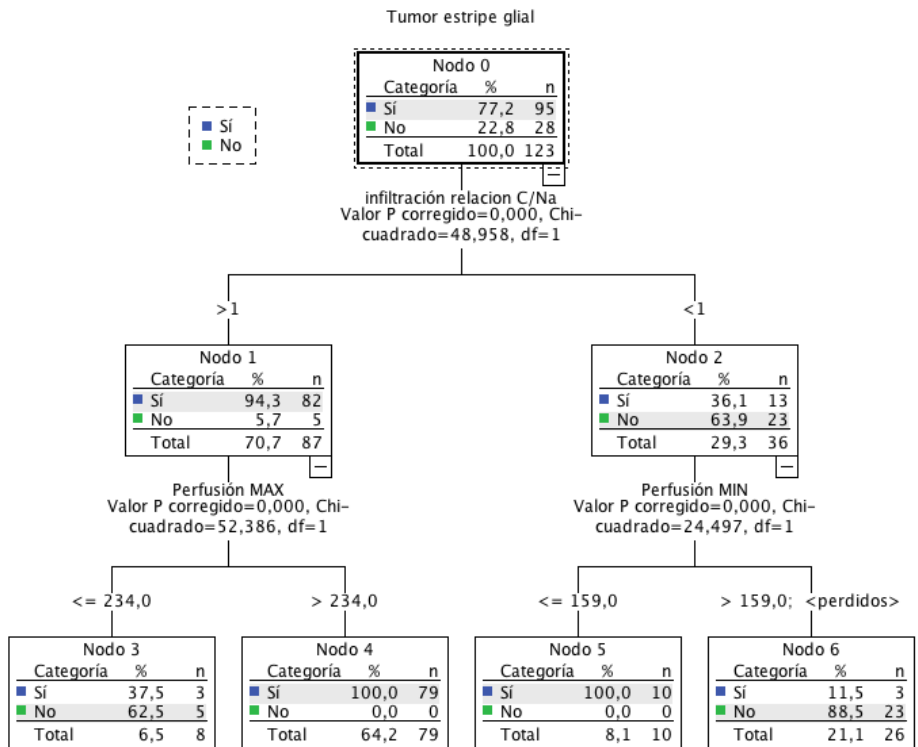 Tumor estripe glial
Nodo 0
Categoría % n
Sí 77,2 95
No 22,8 28
Total 100,0 123
Sí
No
infiltración relacion C/Na
Valor P corregido=0,000, Chi-
cuadrado=48,958, df=1
>1
<1
Nodo 1
Categoría % n
Sí 94,3 82
No 5,7 5
Total 70,7 87
Nodo 2
Categoría % n
Sí 36,1 13
No 63,9 23
Total 29,3 36
Perfusión MAX
Valor P corregido=0,000, Chi-
cuadrado=52,386, df=1
Perfusión MIN
Valor P corregido=0,000, Chi-
cuadrado=24,497, df=1
<= 234,0
> 234,0
<= 159,0
> 159,0; <perdidos>
Nodo 3
Categoría % n
Sí 37,5 3
No 62,5 5
Total 6,5 8
Nodo 4
Categoría % n
Sí 100,0 79
No 0,0 0
Total 64,2 79
Nodo 5
Categoría % n
Sí 100,0 10
No 0,0 0
Total 8,1 10
Nodo 6
Categoría % n
Sí 11,5 3
No 88,5 23
Total 21,1 26